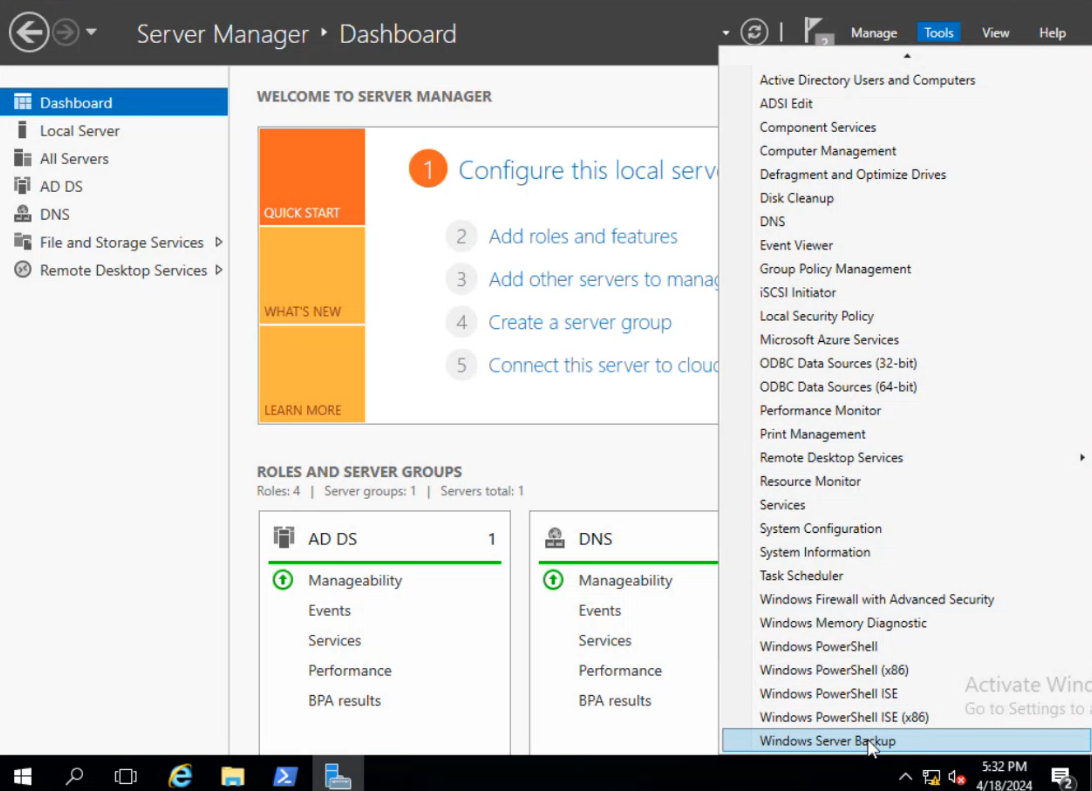 Server Manager ‣ Dashboard
2
Manage
Tools
View
Help
Dashboard
Local Server
All Servers
AD DS
DNS
File and Storage Services
Remote Desktop Services
WELCOME TO SERVER MANAGER
QUICK START
WHAT'S NEW
LEARN MORE
1 Configure this local serv
2 Add roles and features
3 Add other servers to manag
4 Create a server group
5 Connect this server to cloud
ROLES AND SERVER GROUPS
Roles: 4 | Server groups: 1 | Servers total: 1
AD DS 1
Manageability
Events
Services
Performance
BPA results
DNS
Manageability
Events
Services
Performance
BPA results
Active Directory Users and Computers
ADSI Edit
Component Services
Computer Management
Defragment and Optimize Drives
Disk Cleanup
DNS
Event Viewer
Group Policy Management
iSCSI Initiator
Local Security Policy
Microsoft Azure Services
ODBC Data Sources (32-bit)
ODBC Data Sources (64-bit)
Performance Monitor
Print Management
Remote Desktop Services
Resource Monitor
Services
System Configuration
System Information
Task Scheduler
Windows Firewall with Advanced Security
Windows Memory Diagnostic
Windows PowerShell
Windows PowerShell (x86)
Windows PowerShell ISE
Windows PowerShell ISE (x86)
Windows Server Backup
Activate Wind
Go to Settings to a
5:32 PM
4/18/2024
2